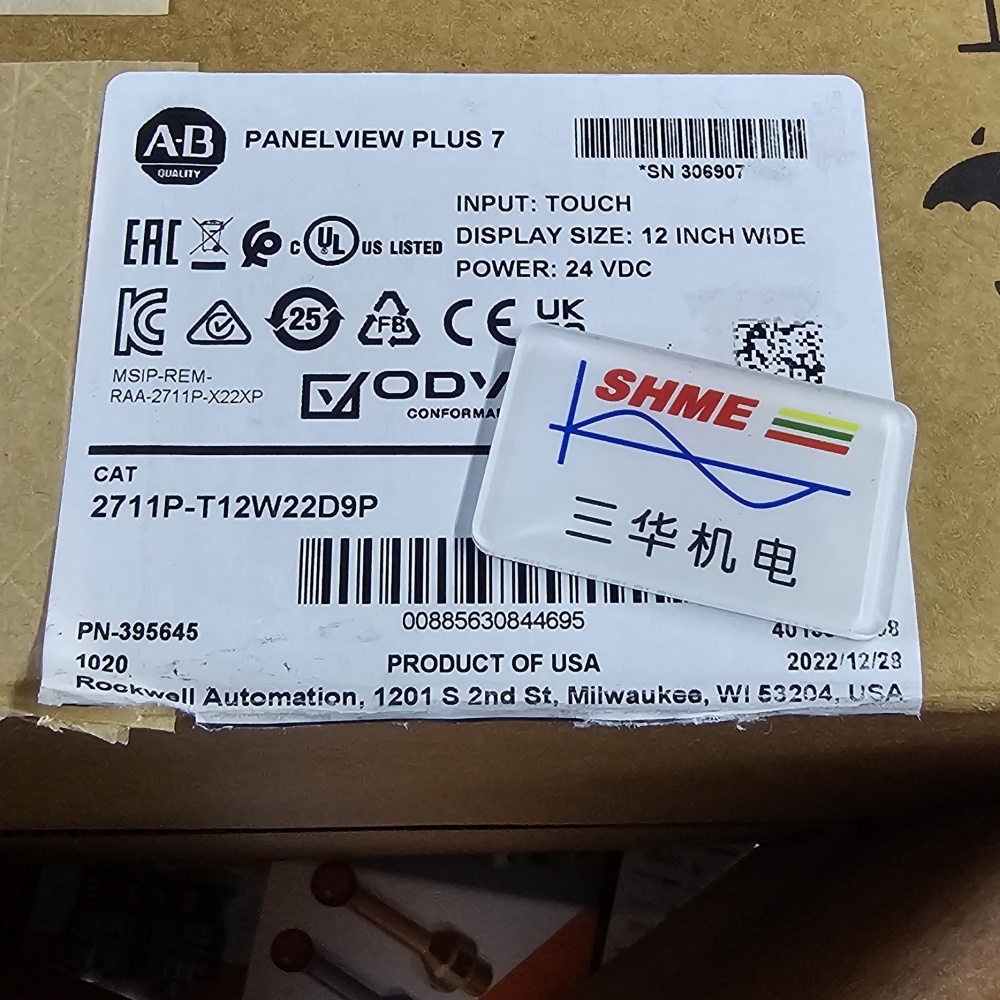 A-B
QUALITY
PANELVIEW PLUS 7
*SN 306907
INPUT: TOUCH
DISPLAY SIZE: 12 INCH WIDE
POWER: 24 VDC
EAC
C UL US LISTED
25
FB
CE
UK
MSIP-REM-
RAA-2711P-X22XP
ODV
CONFORMA
SHME
三华机电
CAT
2711P-T12W22D9P
00885630844695
PN-395645
1020
PRODUCT OF USA
2022/12/28
Rockwell Automation, 1201 S 2nd St, Milwaukee, WI 53204, USA